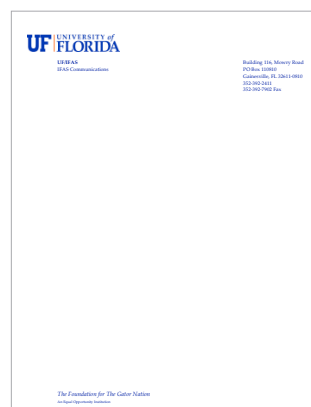 UF UNIVERSITY of
FLORIDA
UF/IFAS
IFAS Communications
Building 116, Mowry Road
PO Box 110810
Gainesville, FL 32611-0810
352-392-2411
352-392-7902 Fax
The Foundation for The Gator Nation
An Equal Opportunity Institution